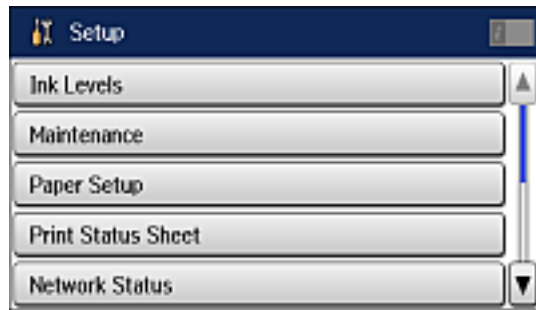 Setup
i
Ink Levels
Maintenance
Paper Setup
Print Status Sheet
Network Status